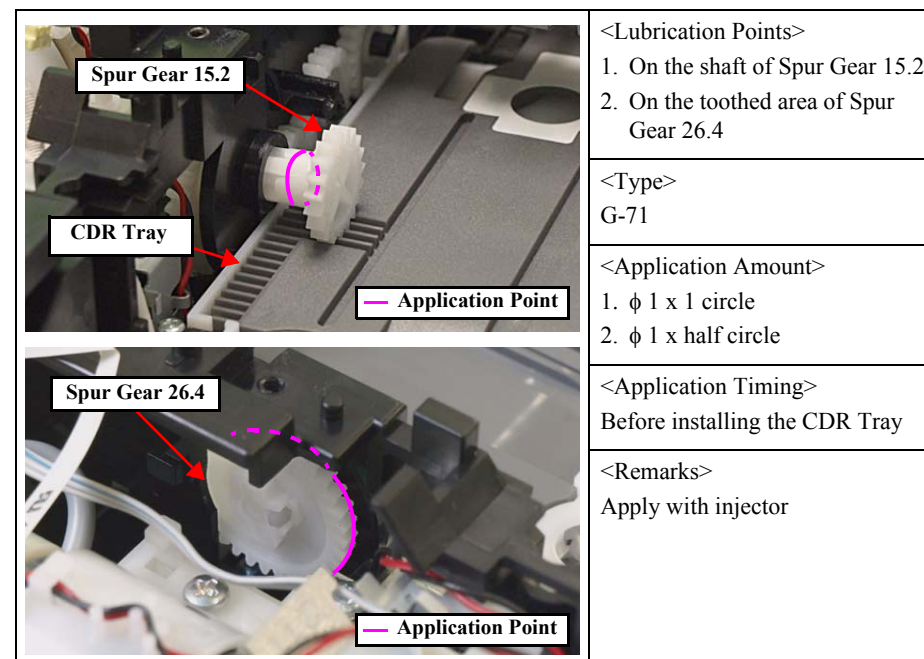 Spur Gear 15.2
CDR Tray
Application Point
Spur Gear 26.4
Application Point
<Lubrication Points>
1. On the shaft of Spur Gear 15.2
2. On the toothed area of Spur
Gear 26.4
<Type>
G-71
<Application Amount>
1. ϕ 1 x 1 circle
2. ϕ 1 x half circle
<Application Timing>
Before installing the CDR Tray
<Remarks>
Apply with injector